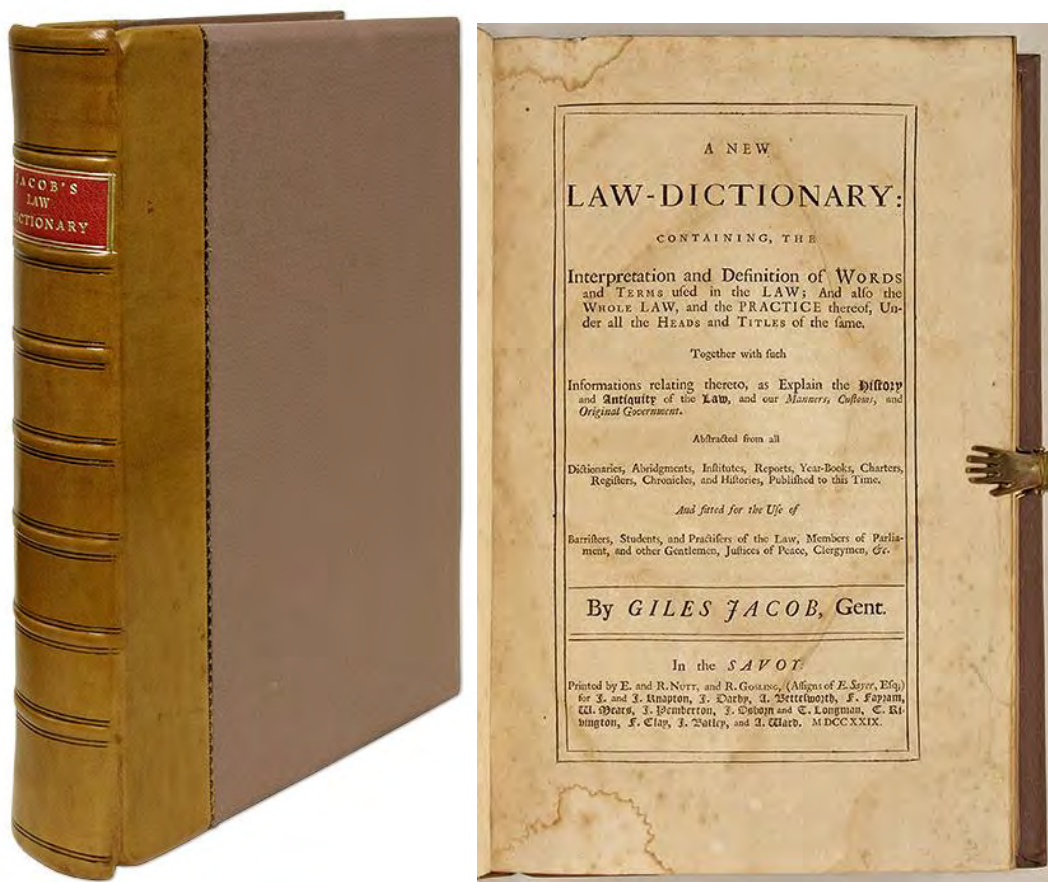 JACOB'S
LAW
DICTIONARY
A NEW
LAW-DICTIONARY:
CONTAINING, THE
Interpretation and Definition of WORDS
and TERMS uſed in the LAW; And alſo the
WHOLE LAW, and the PRACTICE thereof, Un-
der all the HEADS and TITLES of the ſame.
Together with ſuch
Informations relating thereto, as Explain the Hiſtory
and Antiquity of the Law, and our Manners, Cuſtoms, and
Original Government.
Abſtracted from all
Dictionaries, Abridgments, Inſtitutes, Reports, Year-Books, Charters,
Regiſters, Chronicles, and Hiſtories, Publiſhed to this Time.
And fitted for the Uſe of
Barriſters, Students, and Practiſers of the Law, Members of Parlia-
ment, and other Gentlemen, Juſtices of Peace, Clergymen, &c.
By GILES JACOB, Gent.
In the SAVOY:
Printed by E. and R. NUTT, and R. GOSLING, (Aſſigns of E. Sayer, Eſq;)
for J. and J. Knapton, J. Darby, A. Betteſworth, F. Fayram,
W. Mears, J. Pemberton, J. Osborn and T. Longman, C. Ri-
vington, F. Clay, J. Batley, and A. Ward. MDCCXXIX.